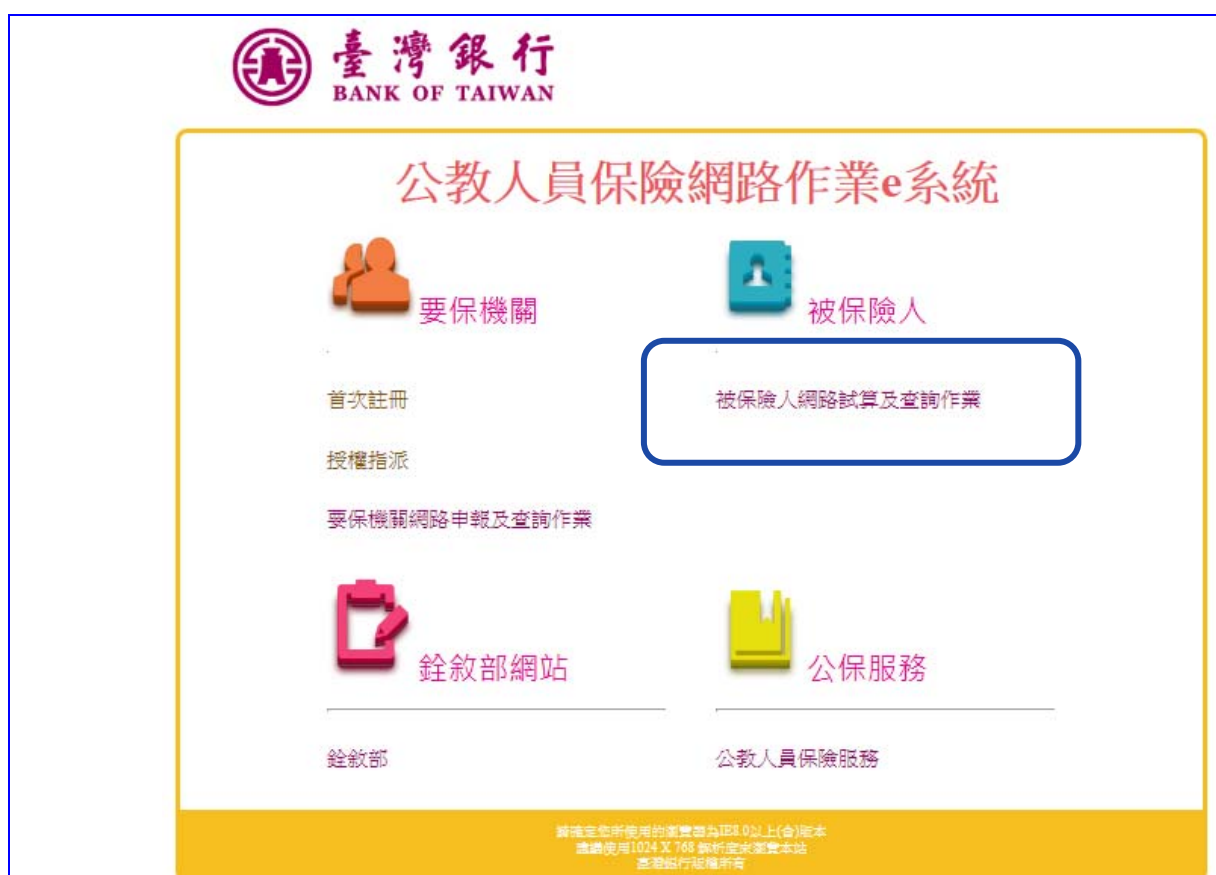 臺灣銀行
BANK OF TAIWAN
公教人員保險網路作業e系統
要保機關
被保險人
首次註冊
被保險人網路試算及查詢作業
授權指派
要保機關網路申報及查詢作業
銓敘部網站
公保服務
銓敘部
公教人員保險服務
請確定您所使用的瀏覽器為IE8.0以上(含)版本
建議使用1024 X 768 解析度來瀏覽本站
臺灣銀行版權所有